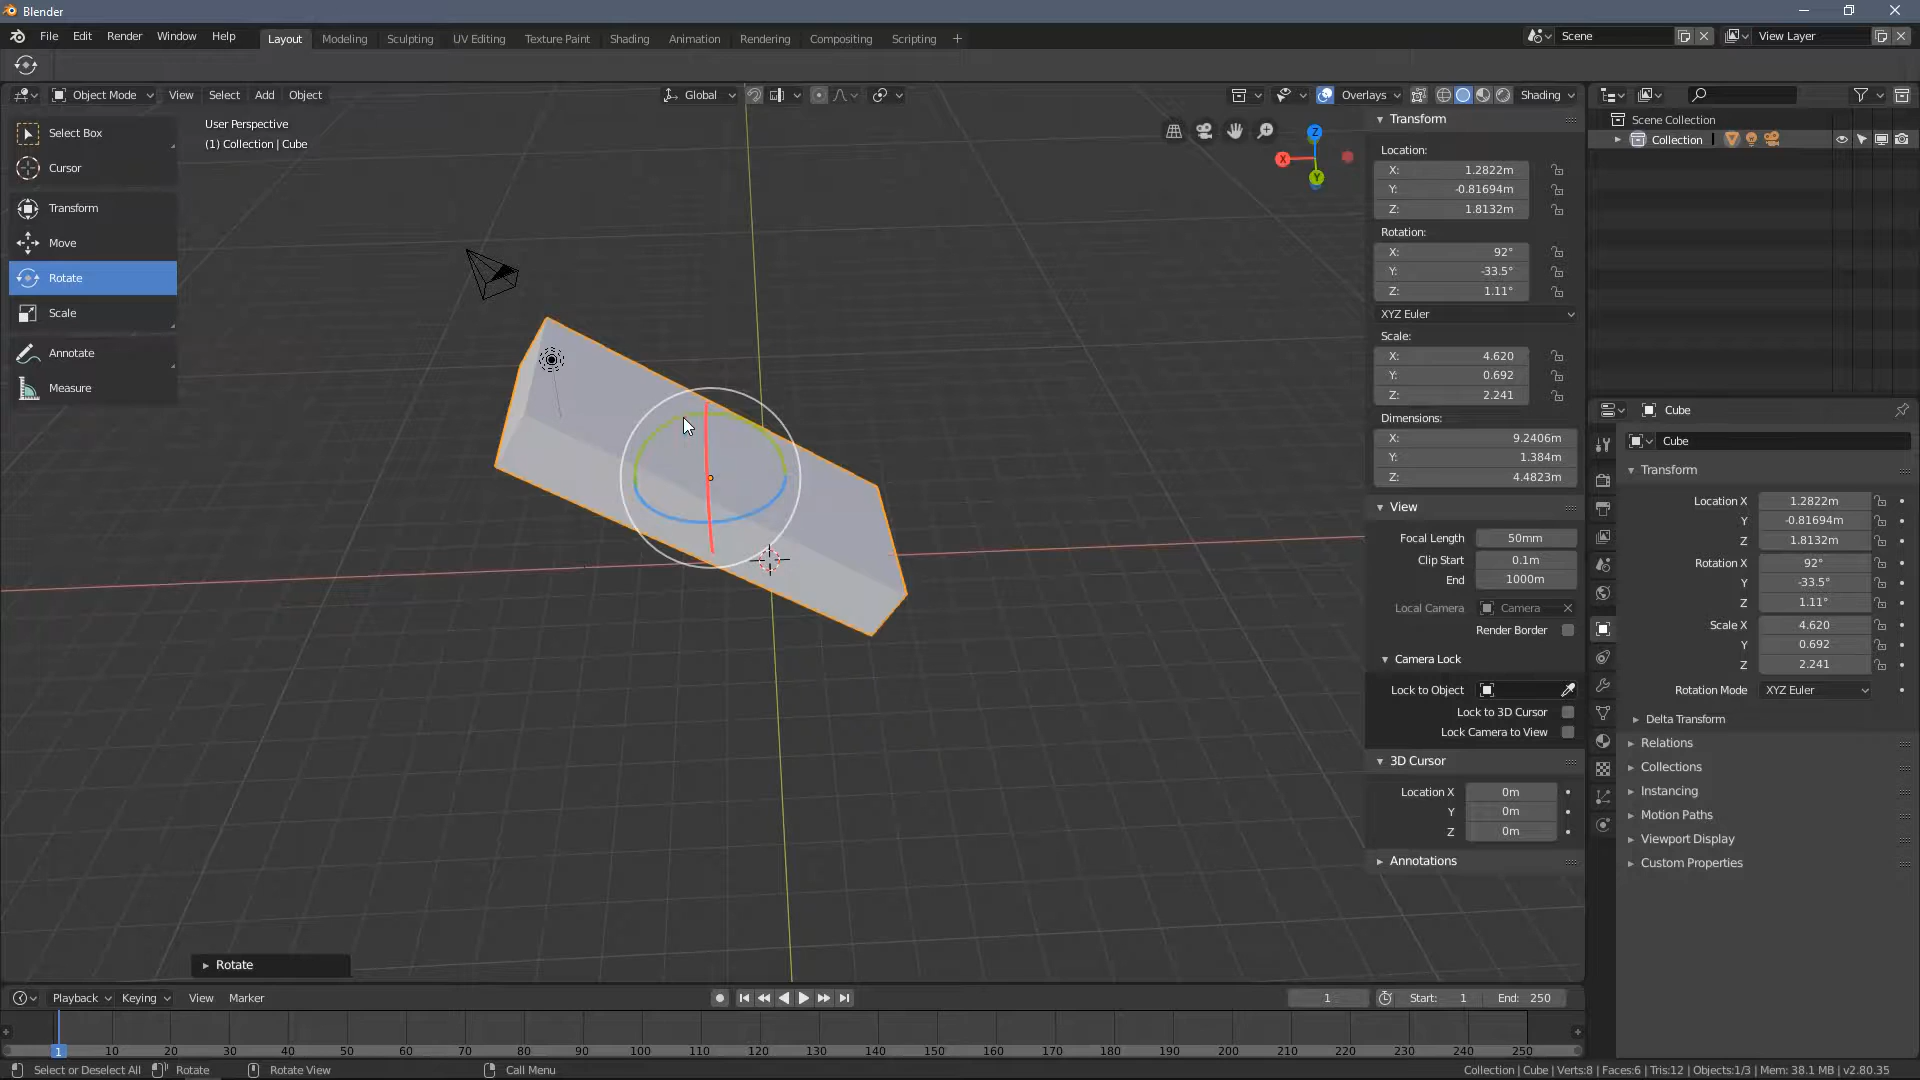 Blender
File Edit Render Window Help Layout Modeling Sculpting UV Editing Texture Paint Shading Animation Rendering Compositing Scripting + Scene View Layer
Object Mode View Select Add Object Global Overlays Shading
User Perspective
(1) Collection | Cube
Select Box
Cursor
Transform
Move
Rotate
Scale
Annotate
Measure
Z
X
Y
Transform
Location:
X: 1.2822m
Y: -0.81694m
Z: 1.8132m
Rotation:
X: 92°
Y: -33.5°
Z: 1.11°
XYZ Euler
Scale:
X: 4.620
Y: 0.692
Z: 2.241
Dimensions:
X: 9.2406m
Y: 1.384m
Z: 4.4823m
View
Focal Length 50mm
Clip Start 0.1m
End 1000m
Local Camera Camera
Render Border
Camera Lock
Lock to Object
Lock to 3D Cursor
Lock Camera to View
3D Cursor
Location X 0m
Y 0m
Z 0m
Annotations
Scene Collection
Collection
Cube
Cube
Transform
Location X 1.2822m
Y -0.81694m
Z 1.8132m
Rotation X 92°
Y -33.5°
Z 1.11°
Scale X 4.620
Y 0.692
Z 2.241
Rotation Mode XYZ Euler
Delta Transform
Relations
Collections
Instancing
Motion Paths
Viewport Display
Custom Properties
Rotate
Playback Keying View Marker 1 Start: 1 End: 250
1 10 20 30 40 50 60 70 80 90 100 110 120 130 140 150 160 170 180 190 200 210 220 230 240 250
Select or Deselect All Rotate Rotate View Call Menu Collection | Cube | Verts:8 | Faces:6 | Tris:12 | Objects:1/3 | Mem: 38.1 MB | v2.80.35